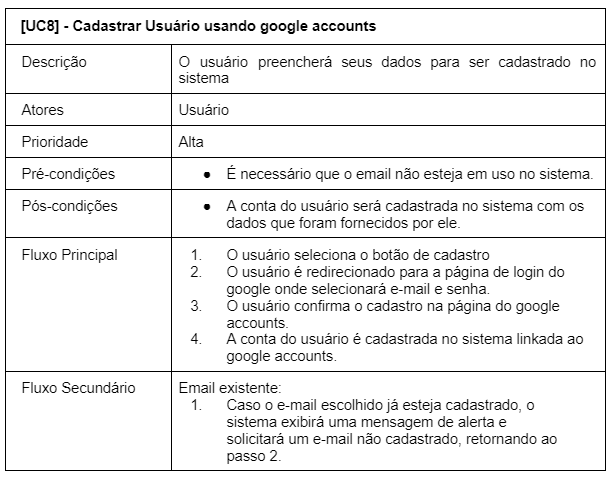 [UC8] - Cadastrar Usuário usando google accounts
Descrição
O usuário preencherá seus dados para ser cadastrado no
sistema
Atores
Usuário
Prioridade
Alta
Pré-condições
● É necessário que o email não esteja em uso no sistema.
Pós-condições
● A conta do usuário será cadastrada no sistema com os
dados que foram fornecidos por ele.
Fluxo Principal
1. O usuário seleciona o botão de cadastro
2. O usuário é redirecionado para a página de login do
google onde selecionará e-mail e senha.
3. O usuário confirma o cadastro na página do google
accounts.
4. A conta do usuário é cadastrada no sistema linkada ao
google accounts.
Fluxo Secundário
Email existente:
1. Caso o e-mail escolhido já esteja cadastrado, o
sistema exibirá uma mensagem de alerta e
solicitará um e-mail não cadastrado, retornando ao
passo 2.